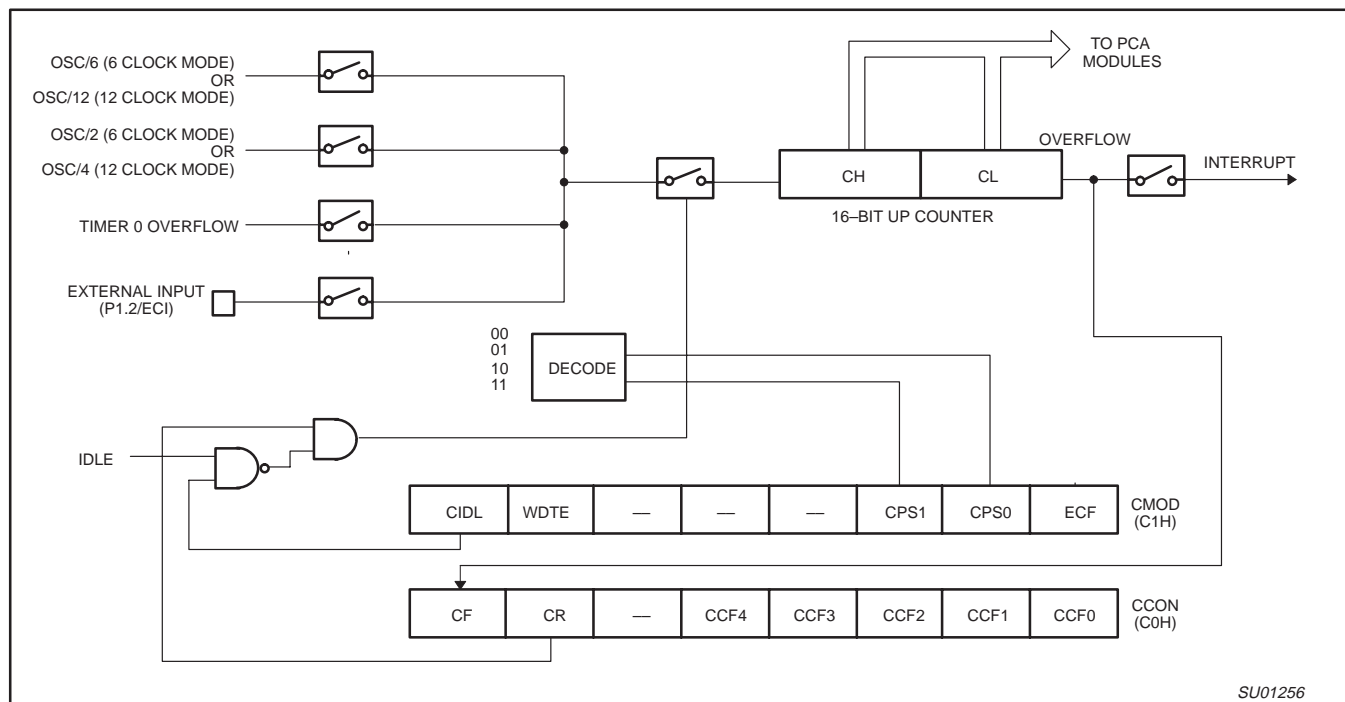 OSC/6 (6 CLOCK MODE)
OR
OSC/12 (12 CLOCK MODE)
OSC/2 (6 CLOCK MODE)
OR
OSC/4 (12 CLOCK MODE)
TIMER 0 OVERFLOW
EXTERNAL INPUT
(P1.2/ECI)
TO PCA
MODULES
OVERFLOW
INTERRUPT
CH
CL
16–BIT UP COUNTER
00
01
10
11
DECODE
IDLE
CIDL WDTE –– –– –– CPS1 CPS0 ECF
CMOD
(C1H)
CF CR –– CCF4 CCF3 CCF2 CCF1 CCF0
CCON
(C0H)
SU01256